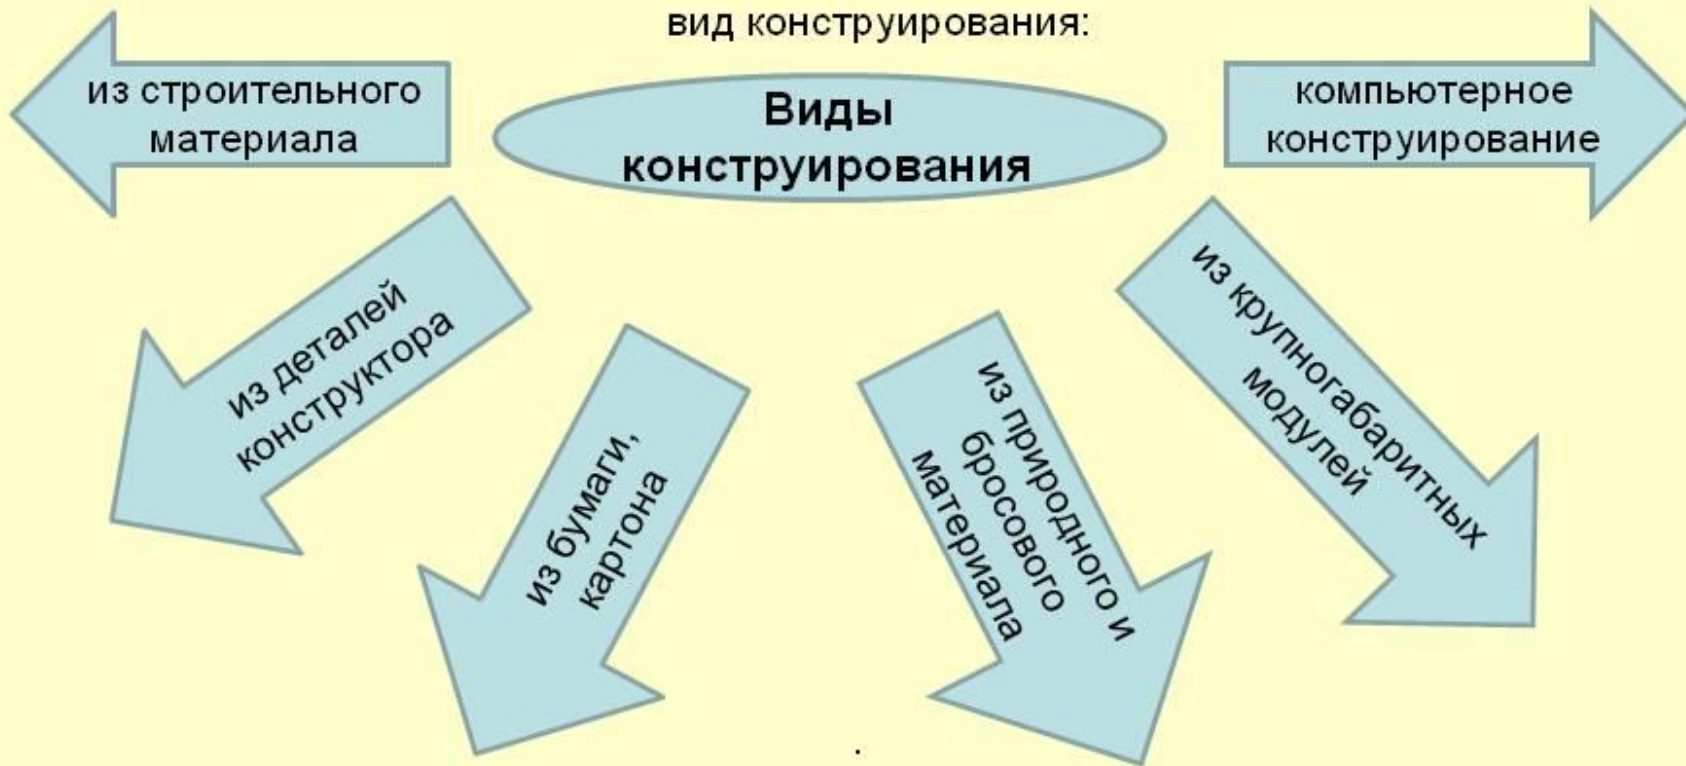 вид конструирования:
Виды
конструирования
из строительного
материала
компьютерное
конструирование
из деталей
конструктора
из бумаги,
картона
из природного и
бросового
материала
из крупногабаритных
модулей
.